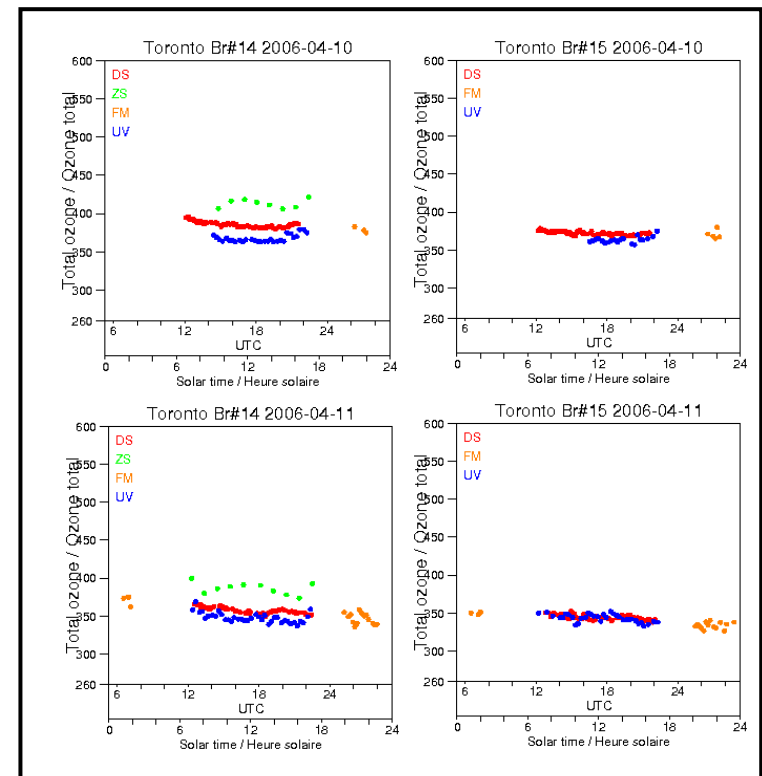 Toronto Br#14 2006-04-10
Total ozone / Ozone total
600
550
500
450
400
350
300
260
DS
ZS
FM
UV
6 12 18 24
UTC
0 6 12 18 24
Solar time / Heure solaire
Toronto Br#15 2006-04-10
Total ozone / Ozone total
600
550
500
450
400
350
300
260
DS
FM
UV
6 12 18 24
UTC
0 6 12 18 24
Solar time / Heure solaire
Toronto Br#14 2006-04-11
Total ozone / Ozone total
600
550
500
450
400
350
300
260
DS
ZS
FM
UV
6 12 18 24
UTC
0 6 12 18 24
Solar time / Heure solaire
Toronto Br#15 2006-04-11
Total ozone / Ozone total
600
550
500
450
400
350
300
260
DS
FM
UV
6 12 18 24
UTC
0 6 12 18 24
Solar time / Heure solaire